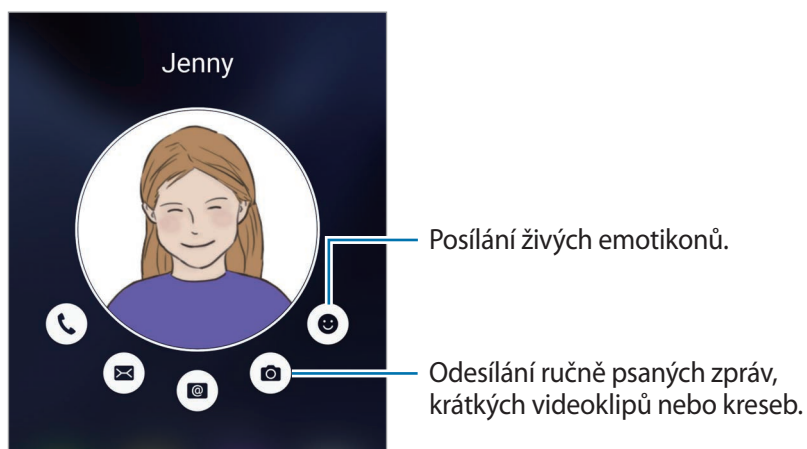 Jenny
Posílání živých emotikonů.
@
Odesílání ručně psaných zpráv,
krátkých videoklipů nebo kreseb.